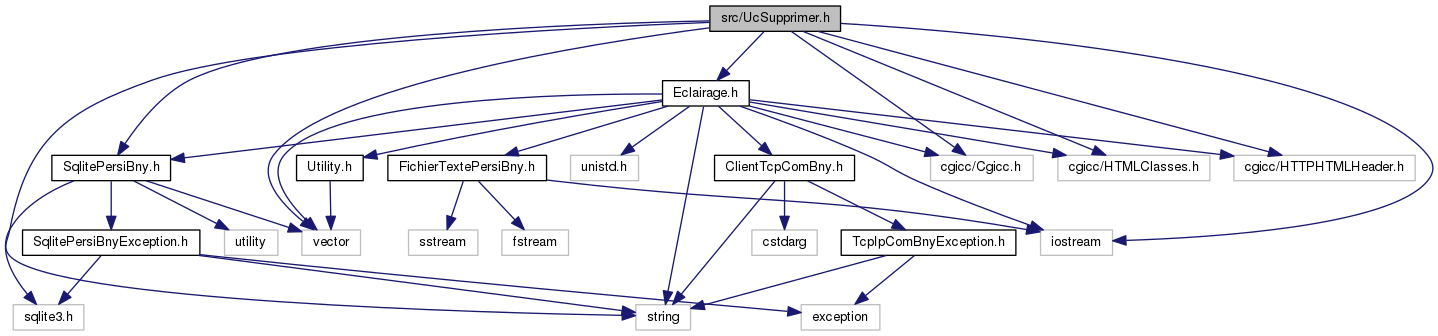 src/UcSupprimer.h
Eclairage.h
SqlitePersiBny.h
Utility.h
FichierTextePersiBny.h
unistd.h
ClientTcpComBny.h
cgicc/Cgicc.h
cgicc/HTMLClasses.h
cgicc/HTTPHTMLHeader.h
SqlitePersiBnyException.h
utility
vector
sstream
fstream
cstdarg
TcpIpComBnyException.h
iostream
sqlite3.h
string
exception